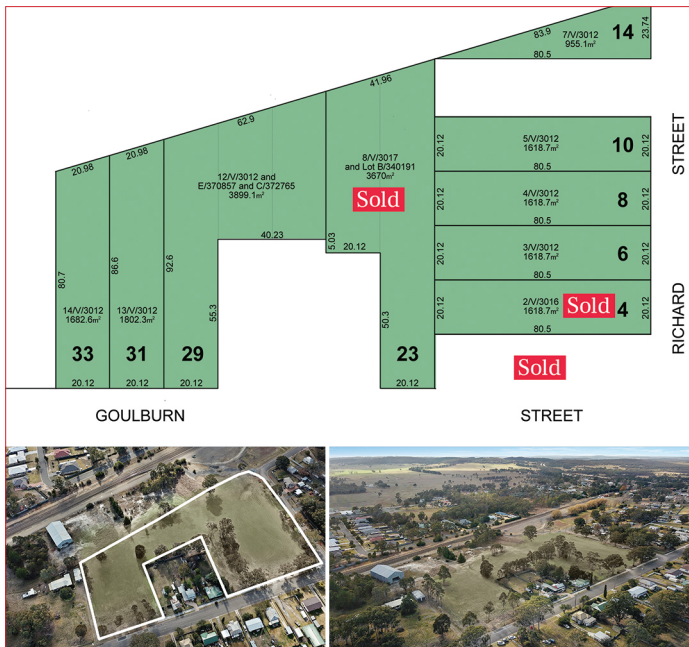 83.9
7/V/3012
955.1m²
14
23.74
80.5
41.96
62.9
20.98
20.98
STREET
20.12
5/V/3012
1618.7m²
10
20.12
80.5
12/V/3012 and
E/370857 and C/372765
3899.1m²
8/V/3017
and Lot B/340191
3670m²
Sold
20.12
4/V/3012
1618.7m²
8
20.12
80.5
40.23
5.03
20.12
20.12
3/V/3012
1618.7m²
6
20.12
80.5
80.7
86.6
92.6
55.3
50.3
20.12
2/V/3016
1618.7m²
Sold
4
20.12
80.5
RICHARD
14/V/3012
1682.6m²
13/V/3012
1802.3m²
33
31
29
23
Sold
20.12
20.12
20.12
20.12
GOULBURN
STREET